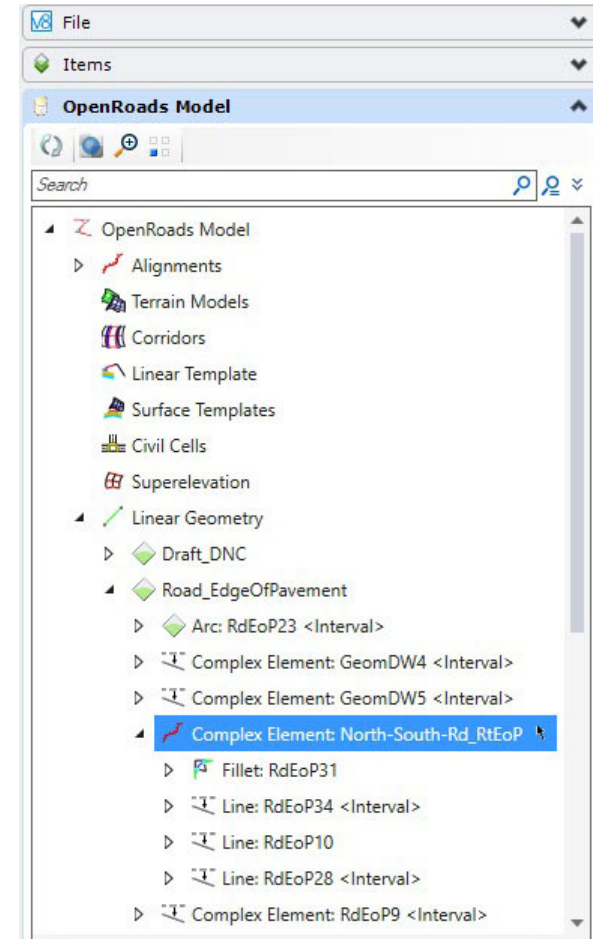 File
Items
OpenRoads Model
Search
OpenRoads Model
Alignments
Terrain Models
Corridors
Linear Template
Surface Templates
Civil Cells
Superelevation
Linear Geometry
Draft_DNC
Road_EdgeOfPavement
Arc: RdEoP23 <Interval>
Complex Element: GeomDW4 <Interval>
Complex Element: GeomDW5 <Interval>
Complex Element: North-South-Rd_RtEoP
Fillet: RdEoP31
Line: RdEoP34 <Interval>
Line: RdEoP10
Line: RdEoP28 <Interval>
Complex Element: RdEoP9 <Interval>